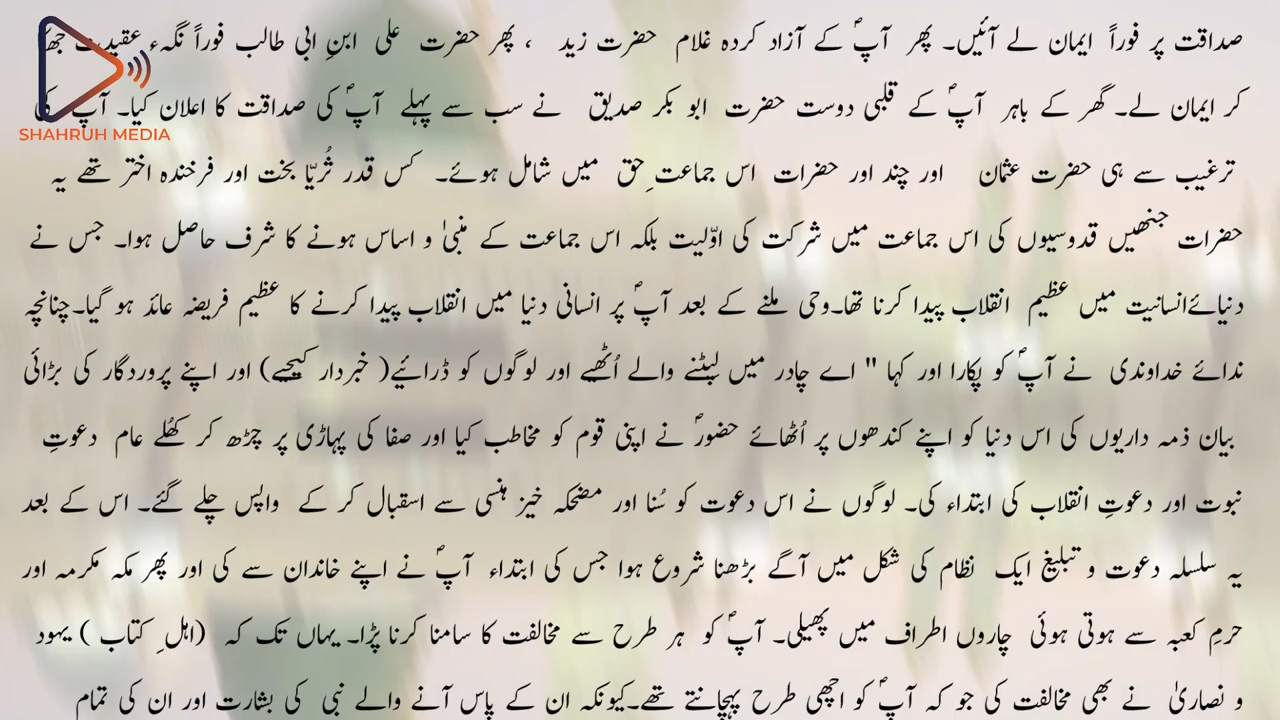 صداقت پر فوراً ایمان لے آئیں۔ پھر آپؐ کے آزاد کردہ غلام حضرت زید ، پھر حضرت علی ابنِ ابی طالب فوراً نگہء عقیدت جھکا
کر ایمان لے۔ گھر کے باہر آپؐ کے قلبی دوست حضرت ابو بکر صدیق نے سب سے پہلے آپؐ کی صداقت کا اعلان کیا۔ آپ کی
ترغیب سے ہی حضرت عثمان اور چند اور حضرات اس جماعت ِحق میں شامل ہوئے۔ کس قدر ثُریّا بخت اور فرخندہ اختر تھے یہ
حضرات جنھیں قدوسیوں کی اس جماعت میں شرکت کی اوّلیت بلکہ اس جماعت کے منبیٰ و اساس ہونے کا شرف حاصل ہوا۔ جس نے
دنیائےانسانیت میں عظیم انقلاب پیدا کرنا تھا۔وحی ملنے کے بعد آپؐ پر انسانی دنیا میں انقلاب پیدا کرنے کا عظیم فریضہ عائد ہو گیا۔چنانچہ
ندائے خداوندی نے آپؐ کو پکارا اور کہا " اے چادر میں لپٹنے والے اُٹھیے اور لوگوں کو ڈرائیے( خبردار کیجیے) اور اپنے پروردگار کی بڑائی
بیان ذمہ داریوں کی اس دنیا کو اپنے کندھوں پر اُٹھائے حضورؐ نے اپنی قوم کو مخاطب کیا اور صفا کی پہاڑی پر چڑھ کر کھُلے عام دعوتِ
نبوت اور دعوتِ انقلاب کی ابتداء کی۔ لوگوں نے اس دعوت کو سُنا اور مضحکہ خیز ہنسی سے اسقبال کر کے واپس چلے گئے۔ اس کے بعد
یہ سلسلہ دعوت و تبلیغ ایک نظام کی شکل میں آگے بڑھنا شروع ہوا جس کی ابتداء آپؐ نے اپنے خاندان سے کی اور پھر مکہ مکرمہ اور
حرمِ کعبہ سے ہوتی ہوئی چاروں اطراف میں پھیلی۔ آپؐ کو ہر طرح سے مخالفت کا سامنا کرنا پڑا۔ یہاں تک کہ (اہل ِ کتاب ) یہود
و نصاریٰ نے بھی مخالفت کی جو کہ آپؐ کو اچھی طرح پہچانتے تھے۔کیونکہ ان کے پاس آنے والے نبی کی بشارت اور ان کی تمام
SHAHRUH MEDIA